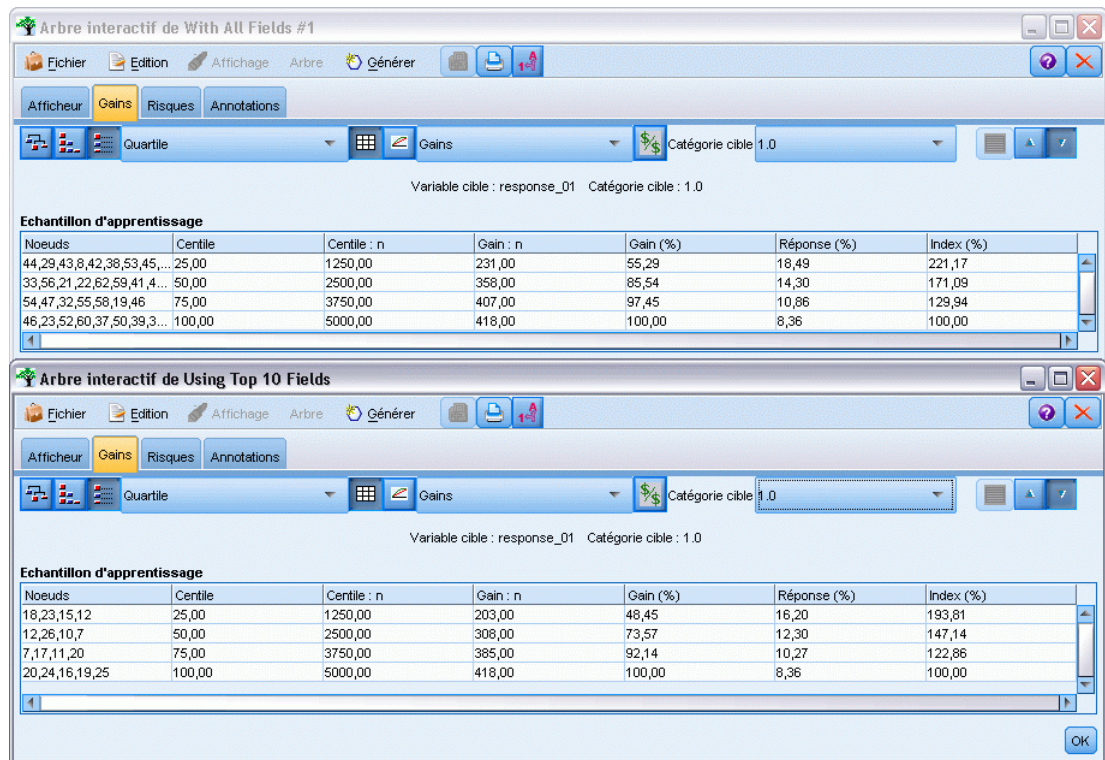 Arbre interactif de With All Fields #1
Fichier Edition Affichage Arbre Générer
Afficheur Gains Risques Annotations
Quartile Gains Catégorie cible 1.0
Variable cible : response_01 Catégorie cible : 1.0
Echantillon d'apprentissage
Noeuds Centile Centile : n Gain : n Gain (%) Réponse (%) Index (%)
44,29,43,8,42,38,53,45,... 25,00 1250,00 231,00 55,29 18,49 221,17
33,56,21,22,62,59,41,4... 50,00 2500,00 358,00 85,54 14,30 171,09
54,47,32,55,58,19,46 75,00 3750,00 407,00 97,45 10,86 129,94
46,23,52,60,37,50,39,3... 100,00 5000,00 418,00 100,00 8,36 100,00
Arbre interactif de Using Top 10 Fields
Fichier Edition Affichage Arbre Générer
Afficheur Gains Risques Annotations
Quartile Gains Catégorie cible 1.0
Variable cible : response_01 Catégorie cible : 1.0
Echantillon d'apprentissage
Noeuds Centile Centile : n Gain : n Gain (%) Réponse (%) Index (%)
18,23,15,12 25,00 1250,00 203,00 48,45 16,20 193,81
12,26,10,7 50,00 2500,00 308,00 73,57 12,30 147,14
7,17,11,20 75,00 3750,00 385,00 92,14 10,27 122,86
20,24,16,19,25 100,00 5000,00 418,00 100,00 8,36 100,00
OK